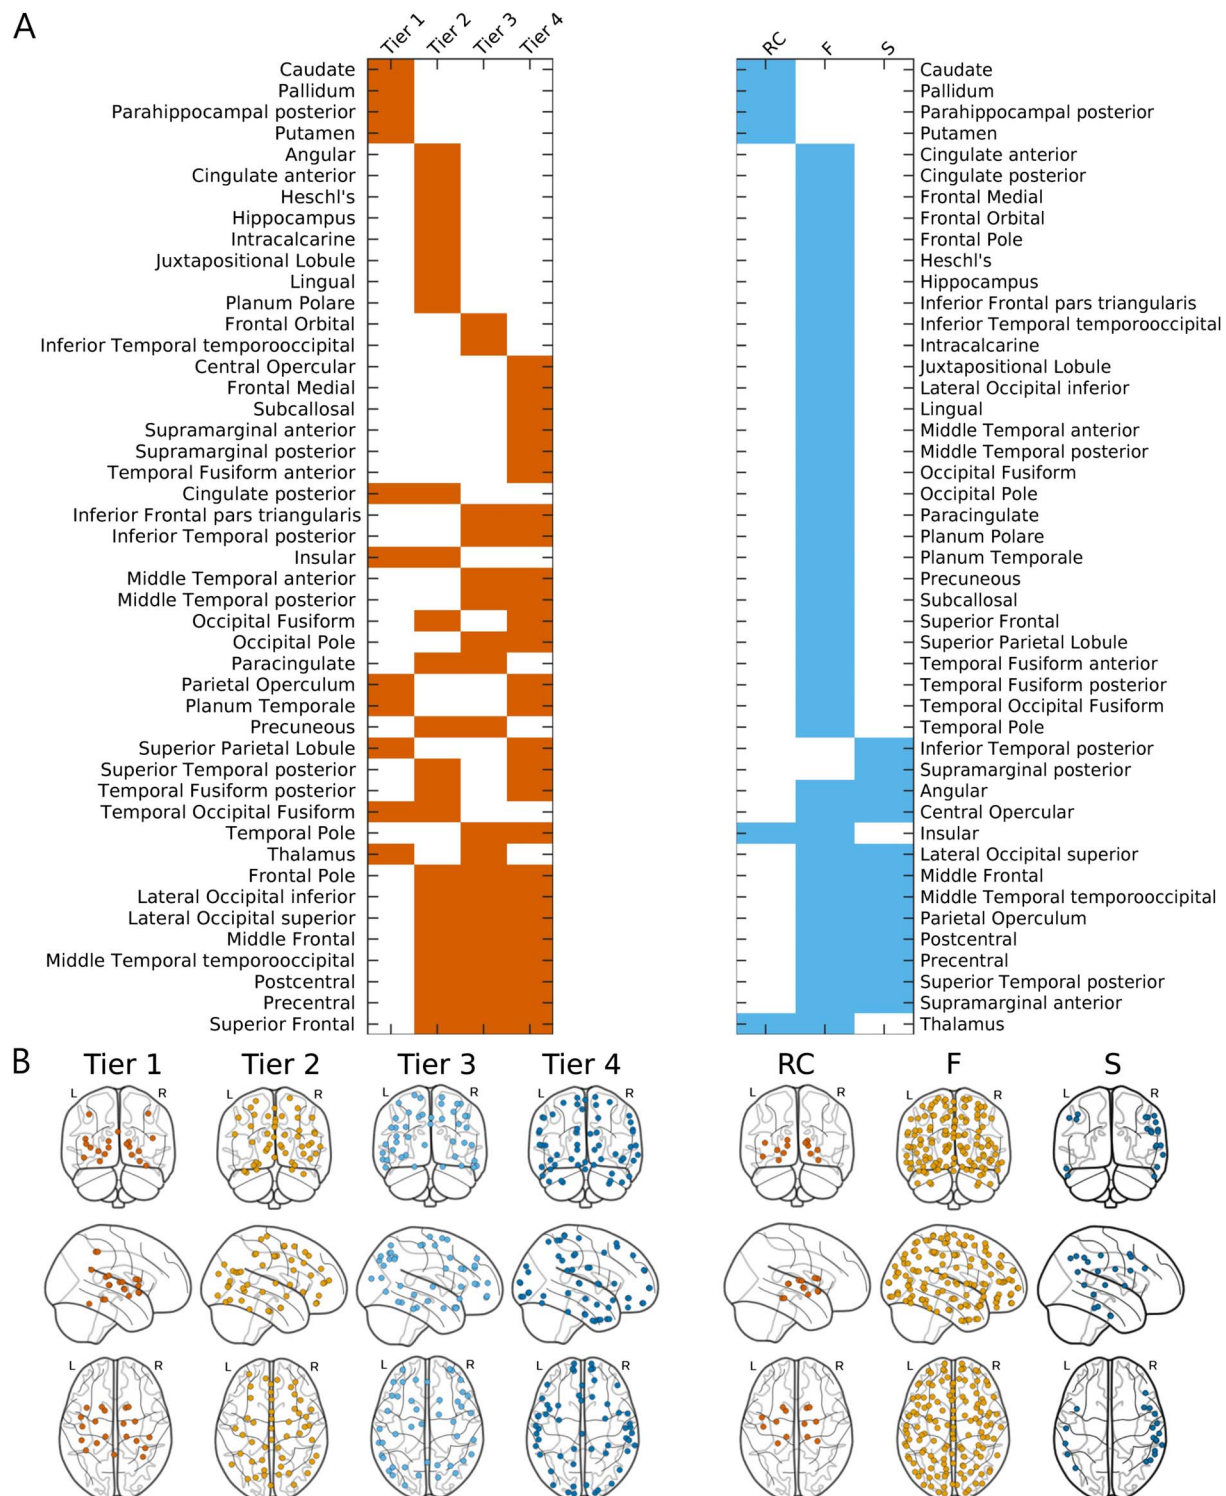 A
Tier 1
Tier 2
Tier 3
Tier 4
Caudate
Pallidum
Parahippocampal posterior
Putamen
Angular
Cingulate anterior
Heschl's
Hippocampus
Intracalcarine
Juxtapositional Lobule
Lingual
Planum Polare
Frontal Orbital
Inferior Temporal temporooccipital
Central Opercular
Frontal Medial
Subcallosal
Supramarginal anterior
Supramarginal posterior
Temporal Fusiform anterior
Cingulate posterior
Inferior Frontal pars triangularis
Inferior Temporal posterior
Insular
Middle Temporal anterior
Middle Temporal posterior
Occipital Fusiform
Occipital Pole
Paracingulate
Parietal Operculum
Planum Temporale
Precuneous
Superior Parietal Lobule
Superior Temporal posterior
Temporal Fusiform posterior
Temporal Occipital Fusiform
Temporal Pole
Thalamus
Frontal Pole
Lateral Occipital inferior
Lateral Occipital superior
Middle Frontal
Middle Temporal temporooccipital
Postcentral
Precentral
Superior Frontal
RC
F
S
Caudate
Pallidum
Parahippocampal posterior
Putamen
Cingulate anterior
Cingulate posterior
Frontal Medial
Frontal Orbital
Frontal Pole
Heschl's
Hippocampus
Inferior Frontal pars triangularis
Inferior Temporal temporooccipital
Intracalcarine
Juxtapositional Lobule
Lateral Occipital inferior
Lingual
Middle Temporal anterior
Middle Temporal posterior
Occipital Fusiform
Occipital Pole
Paracingulate
Planum Polare
Planum Temporale
Precuneous
Subcallosal
Superior Frontal
Superior Parietal Lobule
Temporal Fusiform anterior
Temporal Fusiform posterior
Temporal Occipital Fusiform
Temporal Pole
Inferior Temporal posterior
Supramarginal posterior
Angular
Central Opercular
Insular
Lateral Occipital superior
Middle Frontal
Middle Temporal temporooccipital
Parietal Operculum
Postcentral
Precentral
Superior Temporal posterior
Supramarginal anterior
Thalamus
B
Tier 1 Tier 2 Tier 3 Tier 4 RC F S
L R L R L R L R L R L R L R
L R L R L R L R L R L R L R